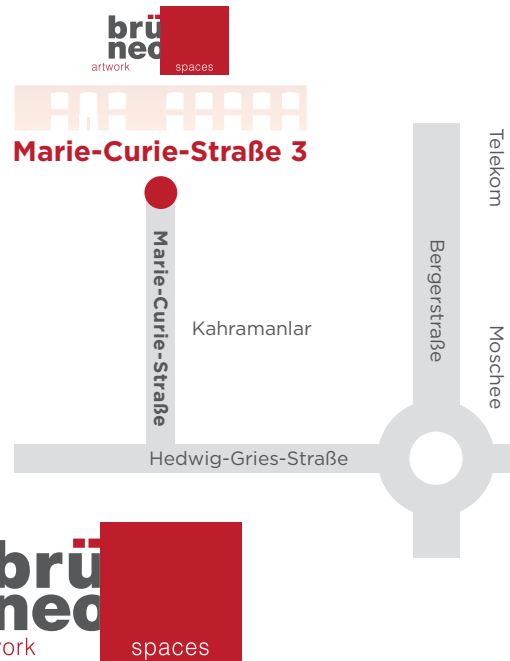 brü
neo
artwork spaces
Marie-Curie-Straße 3
Marie-Curie-Straße
Kahramanlar
Bergerstraße
Telekom
Moschee
Hedwig-Gries-Straße
brü
neo
work spaces